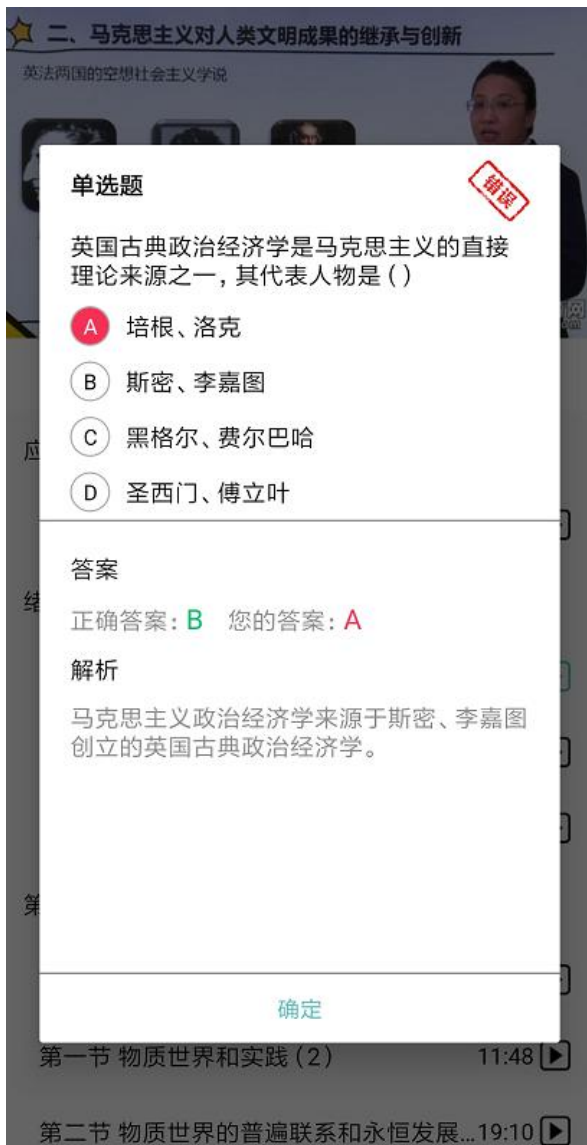 二、马克思主义对人类文明成果的继承与创新
英法两国的空想社会主义学说
单选题
错误
英国古典政治经济学是马克思主义的直接
理论来源之一，其代表人物是 ( )
A 培根、洛克
B 斯密、李嘉图
C 黑格尔、费尔巴哈
D 圣西门、傅立叶
应
绪
答案
正确答案：B 您的答案：A
解析
马克思主义政治经济学来源于斯密、李嘉图
创立的英国古典政治经济学。
第
确定
第一节 物质世界和实践（2） 11:48
第二节 物质世界的普遍联系和永恒发展... 19:10